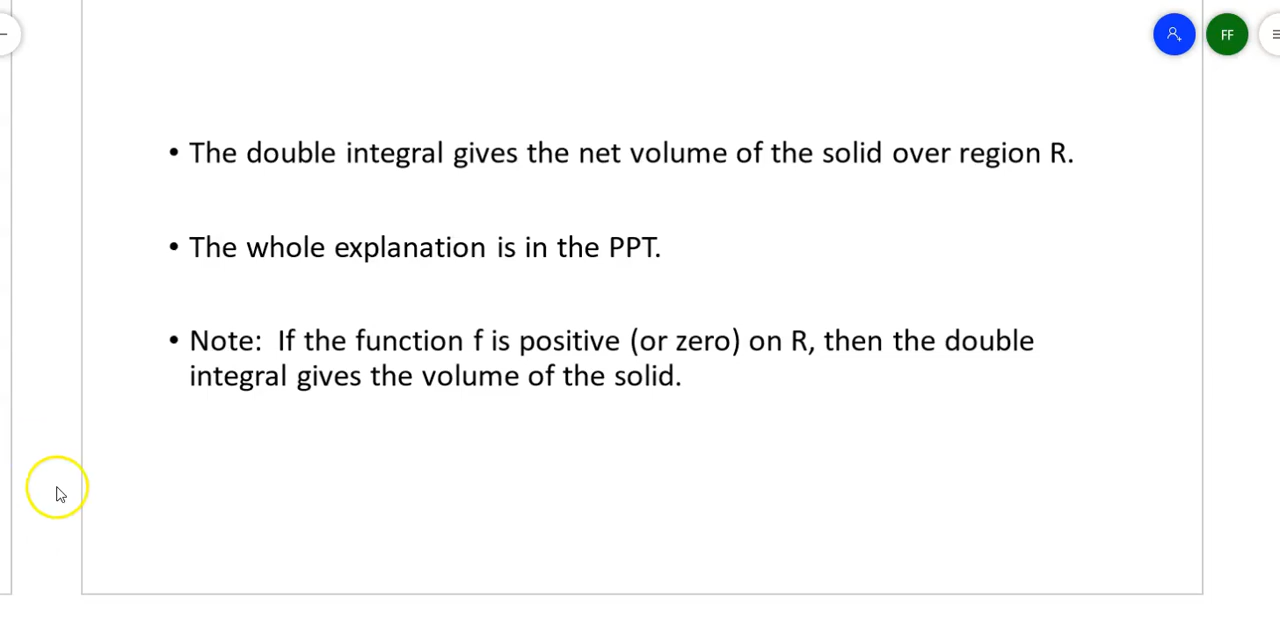 FF
• The double integral gives the net volume of the solid over region R.
• The whole explanation is in the PPT.
• Note:  If the function f is positive (or zero) on R, then the double
integral gives the volume of the solid.